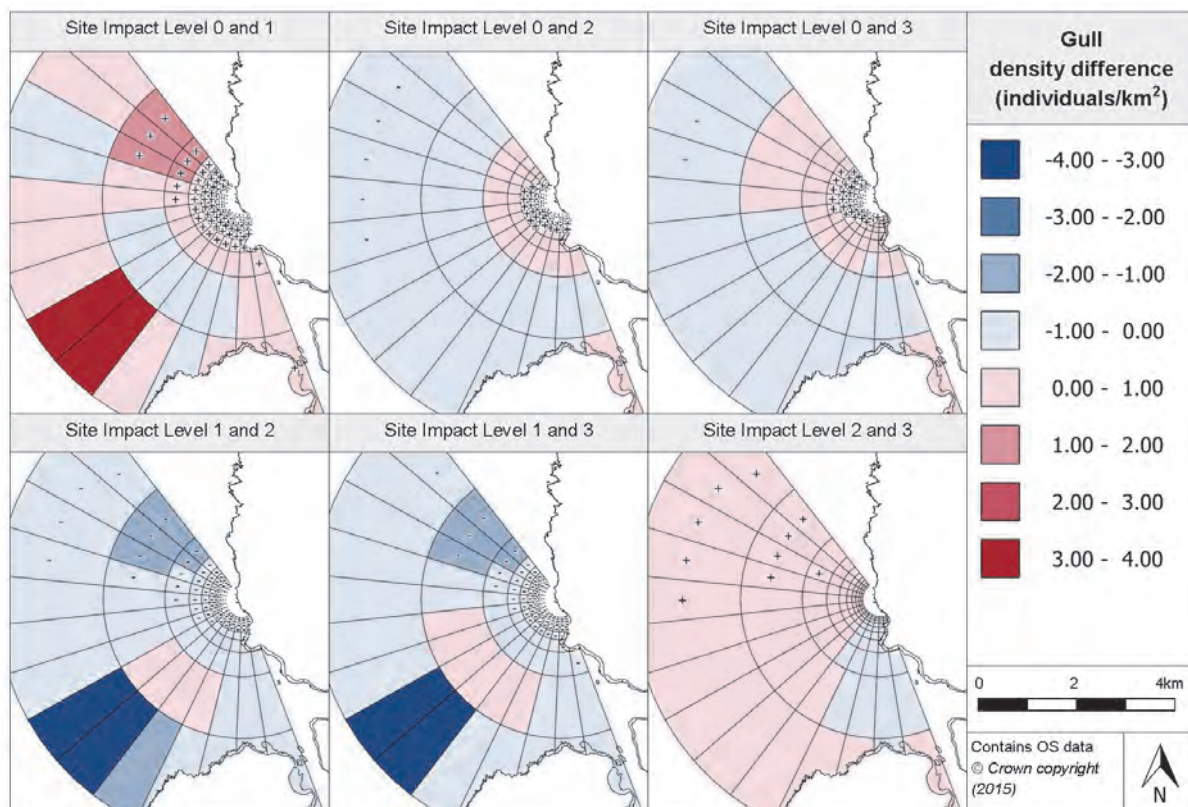 Site Impact Level 0 and 1
Site Impact Level 0 and 2
Site Impact Level 0 and 3
Site Impact Level 1 and 2
Site Impact Level 1 and 3
Site Impact Level 2 and 3
Gull
density difference
(individuals/km²)
-4.00 - -3.00
-3.00 - -2.00
-2.00 - -1.00
-1.00 - 0.00
0.00 - 1.00
1.00 - 2.00
2.00 - 3.00
3.00 - 4.00
0 2 4km
Contains OS data
© Crown copyright
(2015)
N